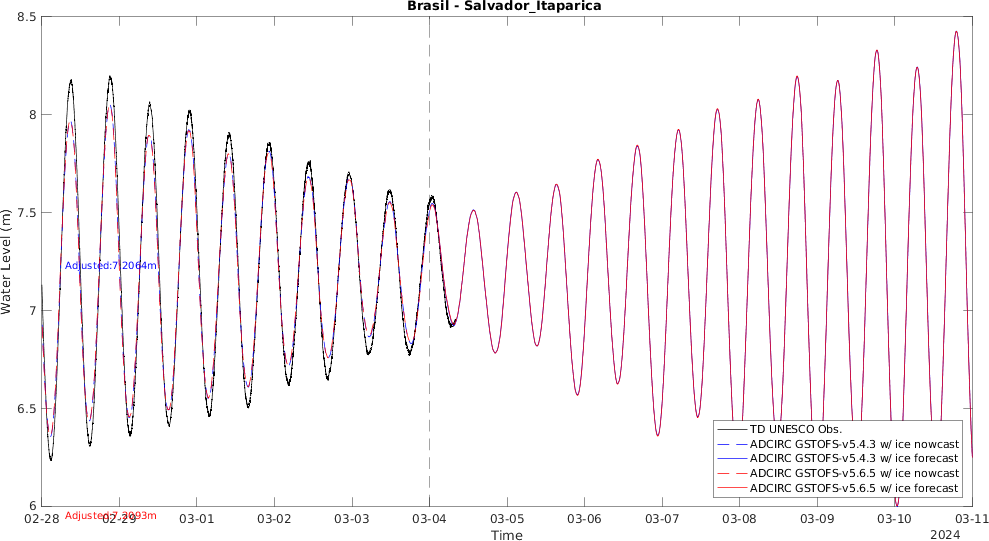 Brasil - Salvador_Itaparica
8.5
8
7.5
7
6.5
6
Water Level (m)
Adjusted:7.2064m
Adjusted:7.2093m
TD UNESCO Obs.
ADCIRC GSTOFS-v5.4.3 w/ ice nowcast
ADCIRC GSTOFS-v5.4.3 w/ ice forecast
ADCIRC GSTOFS-v5.6.5 w/ ice nowcast
ADCIRC GSTOFS-v5.6.5 w/ ice forecast
02-28 02-29 03-01 03-02 03-03 03-04 03-05 03-06 03-07 03-08 03-09 03-10 03-11
Time
2024